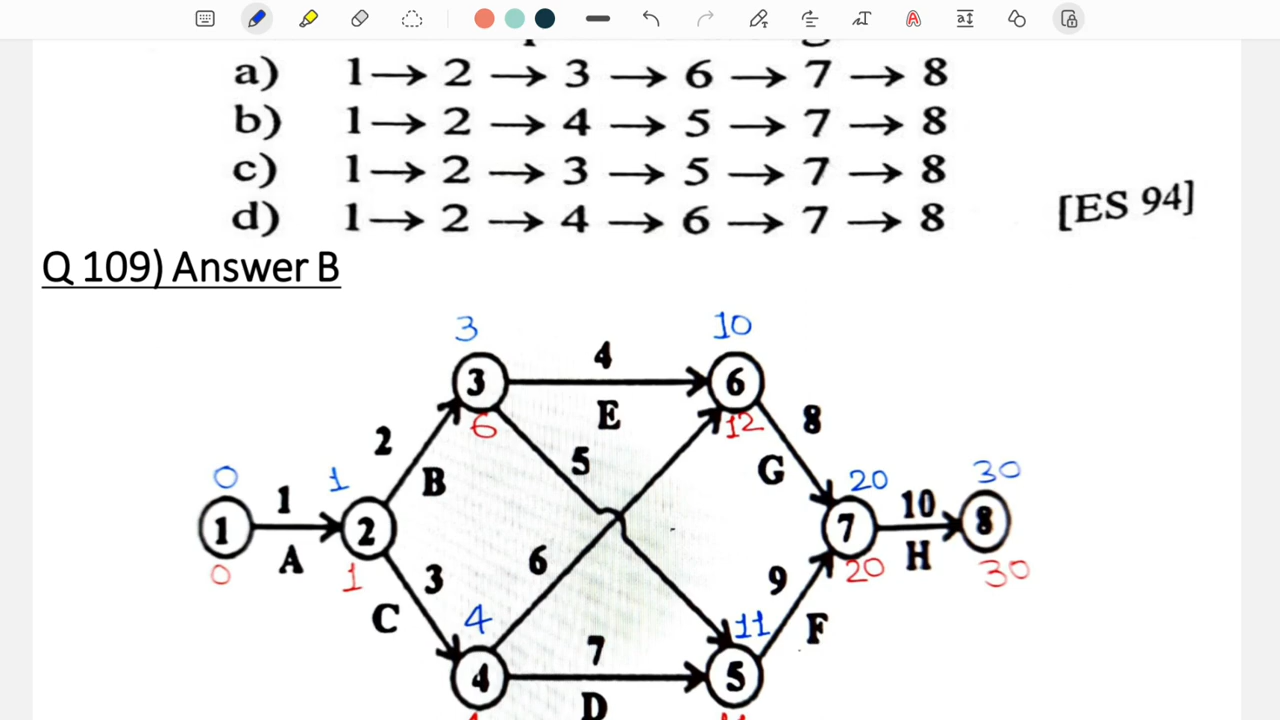 a) 1 → 2 → 3 → 6 → 7 → 8
b) 1 → 2 → 4 → 5 → 7 → 8
c) 1 → 2 → 3 → 5 → 7 → 8
d) 1 → 2 → 4 → 6 → 7 → 8 [ES 94]
Q 109) Answer B
3 10
4
3 6
E
6 12 8
2 5
B G
0 1 20 30
1 10
1 2 7 8
A H
0 1 20 30
6 9
3
C 4 11 F
7
4 5
D